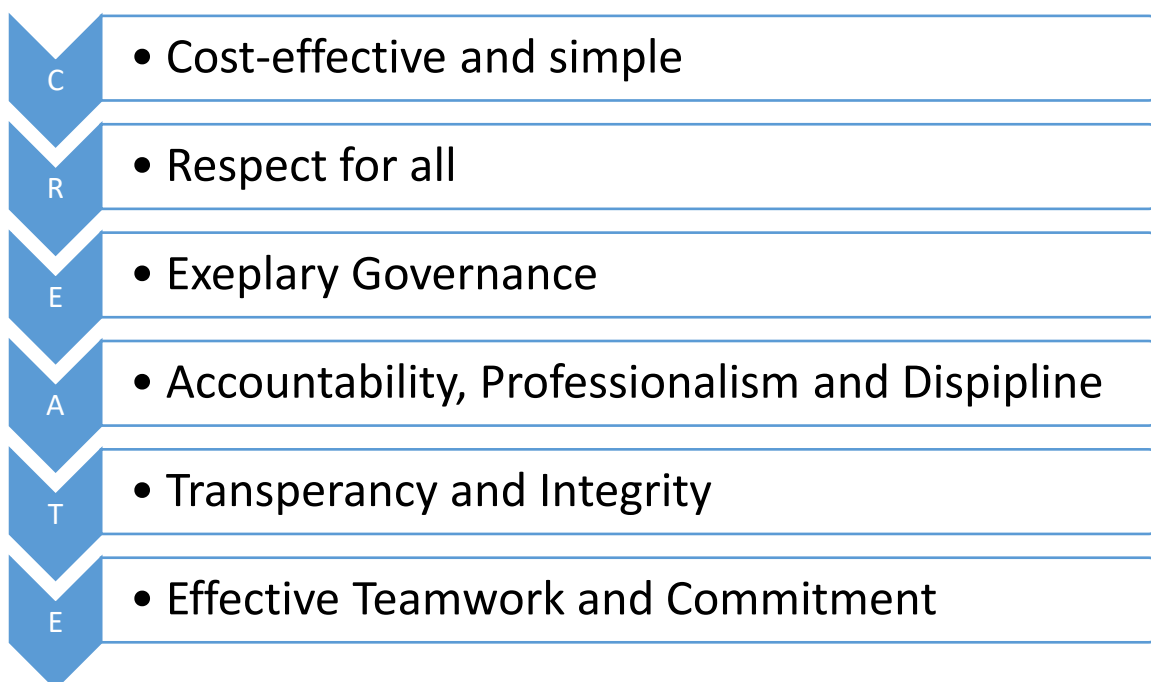 C
• Cost-effective and simple
R
• Respect for all
E
• Exeplary Governance
A
• Accountability, Professionalism and Dispipline
T
• Transperancy and Integrity
E
• Effective Teamwork and Commitment